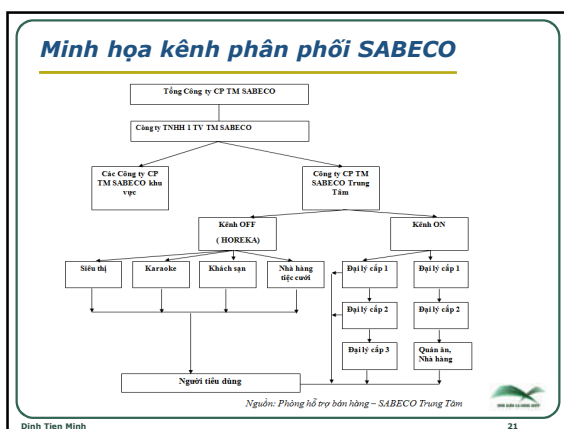 Minh họa kênh phân phối SABECO
Tổng Công ty CP TM SABECO
Công ty TNHH 1 TV TM SABECO
Các Công ty CP
TM SABECO khu
vực
Công ty CP TM
SABECO Trung
Tâm
Kênh OFF
( HOREKA)
Kênh ON
Siêu thị
Karaoke
Khách sạn
Nhà hàng
tiệc cưới
Đại lý cấp 1
Đại lý cấp 1
Đại lý cấp 2
Đại lý cấp 2
Đại lý cấp 3
Quán ăn,
Nhà hàng
Người tiêu dùng
Nguồn: Phòng hỗ trợ bán hàng – SABECO Trung Tâm
Dinh Tien Minh
21